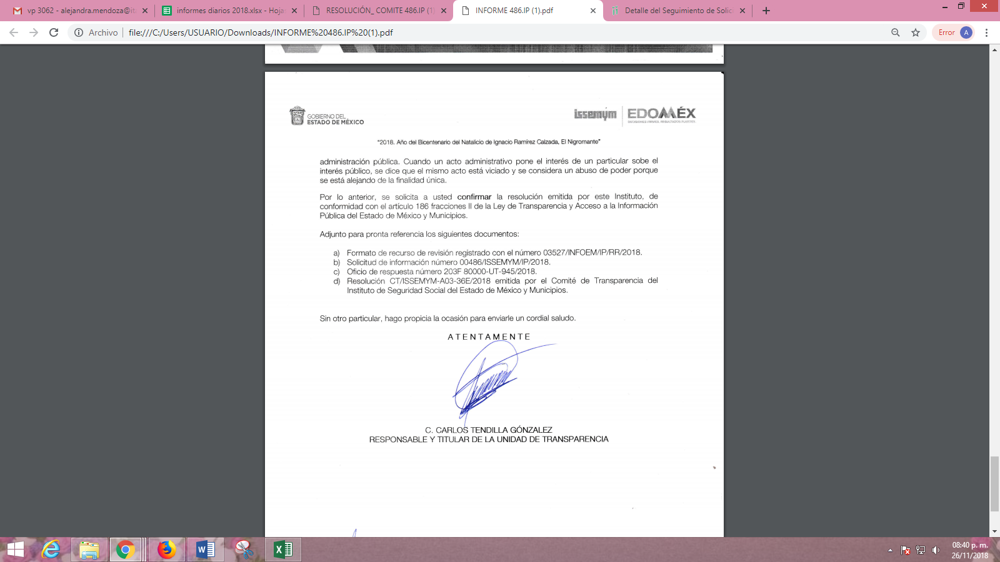 vp 3062 - alejandra.mendoza@it
informes diarios 2018.xlsx - Hoja
RESOLUCIÓN_ COMITE 486.IP (1)
INFORME 486.IP (1).pdf
Detalle del Seguimiento de Solic
Archivo
file:///C:/Users/USUARIO/Downloads/INFORME%20486.IP%20(1).pdf
Error
A
GOBIERNO DEL
ESTADO DE MÉXICO
issemym
EDOMÉX
DECISIONES FIRMES, RESULTADOS FUERTES.
"2018. Año del Bicentenario del Natalicio de Ignacio Ramírez Calzada, El Nigromante"
administración pública. Cuando un acto administrativo pone el interés de un particular sobe el
interés público, se dice que el mismo acto está viciado y se considera un abuso de poder porque
se está alejando de la finalidad única.
Por lo anterior, se solicita a usted confirmar la resolución emitida por este Instituto, de
conformidad con el artículo 186 fracciones II de la Ley de Transparencia y Acceso a la Información
Pública del Estado de México y Municipios.
Adjunto para pronta referencia los siguientes documentos:
a) Formato de recurso de revisión registrado con el número 03527/INFOEM/IP/RR/2018.
b) Solicitud de información número 00486/ISSEMYM/IP/2018.
c) Oficio de respuesta número 203F 80000-UT-945/2018.
d) Resolución CT/ISSEMYM-A03-36E/2018 emitida por el Comité de Transparencia del
Instituto de Seguridad Social del Estado de México y Municipios.
Sin otro particular, hago propicia la ocasión para enviarle un cordial saludo.
A T E N T A M E N T E
C. CARLOS TENDILLA GÓNZALEZ
RESPONSABLE Y TITULAR DE LA UNIDAD DE TRANSPARENCIA
08:40 p. m.
26/11/2018